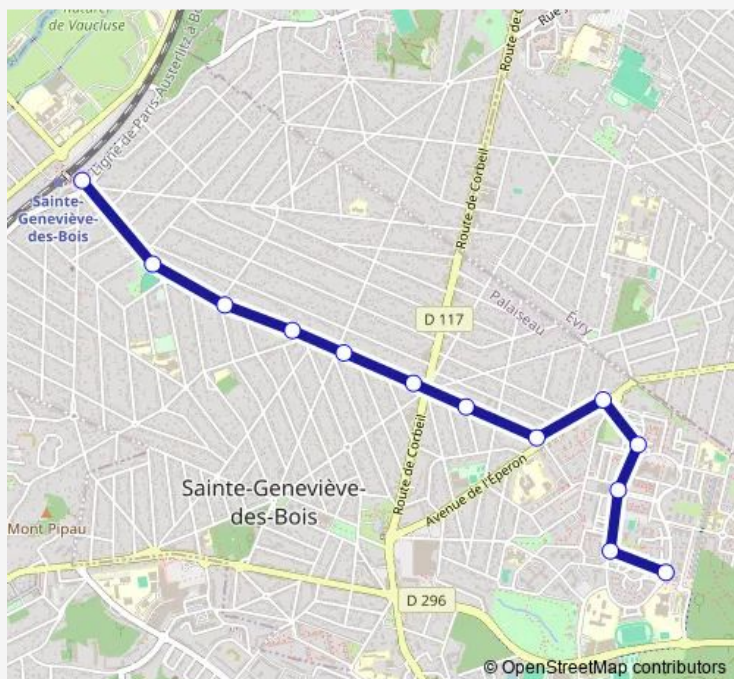 de Vaucluse
Ligne de Paris-Austerlitz à B
Rue
Route de Corbeil
Sainte-
Geneviève-
des-Bois
Route de Corbeil
Palaiseau
Évry
D 117
Route de Corbeil
Avenue de l'Éperon
Sainte-Geneviève-
des-Bois
Mont Pipau
D 296
© OpenStreetMap contributors